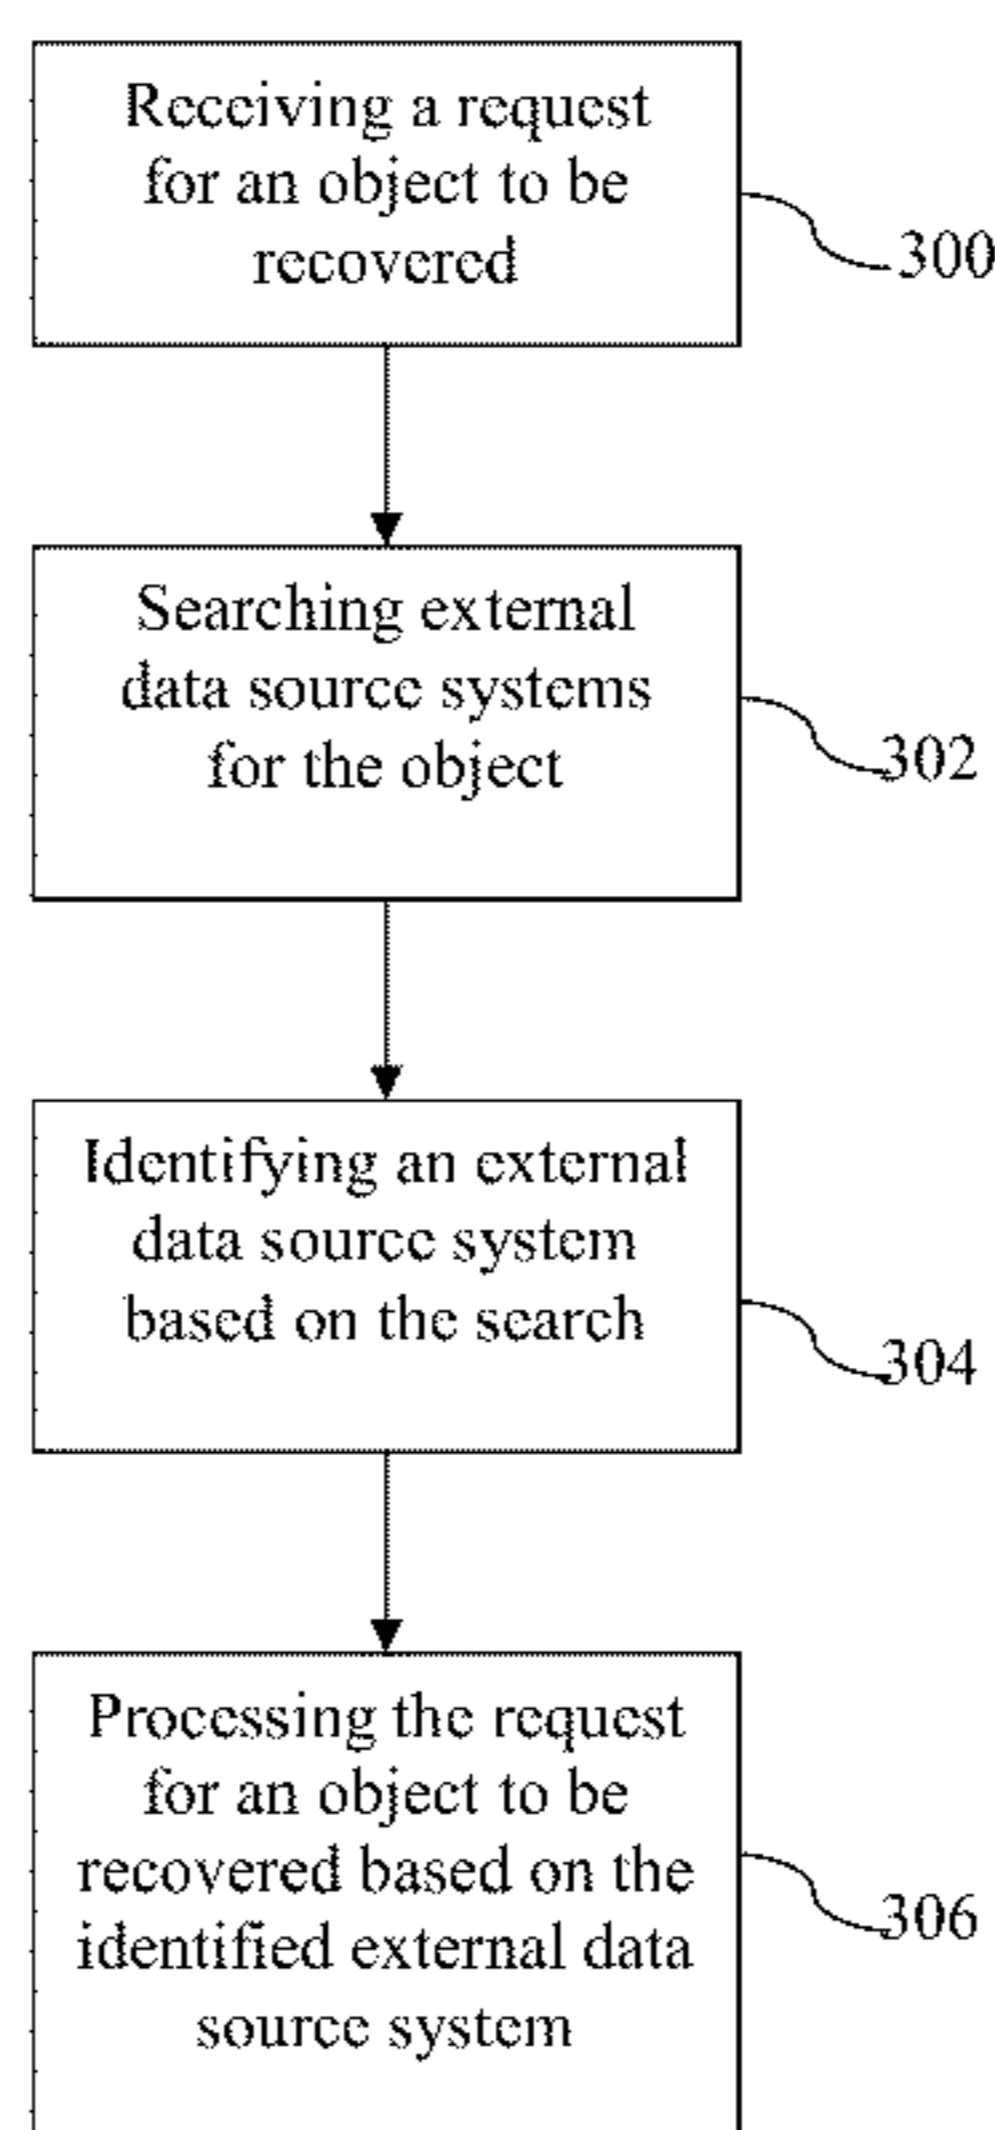 Receiving a request
for an object to be
recovered
300
Searching external
data source systems
for the object
302
Identifying an external
data source system
based on the search
304
Processing the request
for an object to be
recovered based on the
identified external data
source system
306